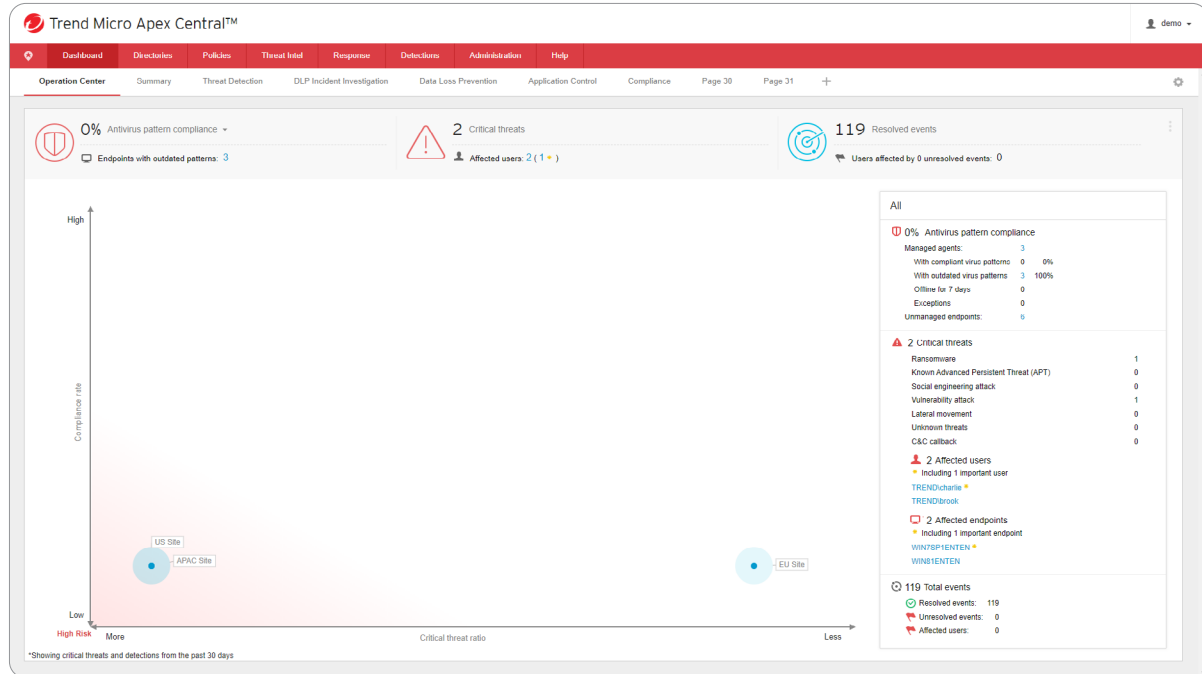 Trend Micro Apex Central™
demo
Dashboard Directories Policies Threat Intel Response Detections Administration Help
Operation Center Summary Threat Detection DLP Incident Investigation Data Loss Prevention Application Control Compliance Page 30 Page 31 +
0% Antivirus pattern compliance
Endpoints with outdated patterns: 3
2 Critical threats
Affected users: 2 ( 1 * )
119 Resolved events
Users affected by 0 unresolved events: 0
High
Compliance rate
US Site
APAC Site
EU Site
Low
High Risk
More
Critical threat ratio
Less
*Showing critical threats and detections from the past 30 days
All
0% Antivirus pattern compliance
Managed agents: 3
With compliant virus patterns 0 0%
With outdated virus patterns 3 100%
Offline for 7 days 0
Exceptions 0
Unmanaged endpoints: 6
2 Critical threats
Ransomware 1
Known Advanced Persistent Threat (APT) 0
Social engineering attack 0
Vulnerability attack 1
Lateral movement 0
Unknown threats 0
C&C callback 0
2 Affected users
* Including 1 important user
TREND\charlie *
TREND\brook
2 Affected endpoints
* Including 1 important endpoint
WIN7SP1ENTEN *
WIN81ENTEN
119 Total events
Resolved events: 119
Unresolved events: 0
Affected users: 0